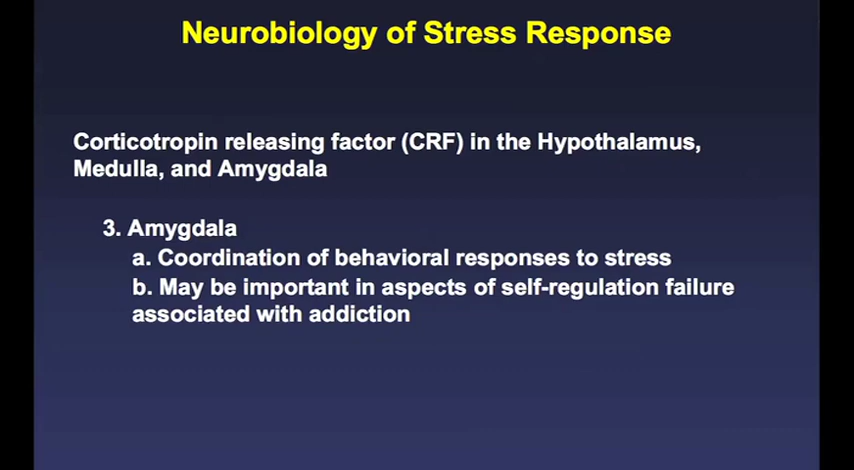 Neurobiology of Stress Response
Corticotropin releasing factor (CRF) in the Hypothalamus,
Medulla, and Amygdala
3. Amygdala
a. Coordination of behavioral responses to stress
b. May be important in aspects of self-regulation failure
associated with addiction